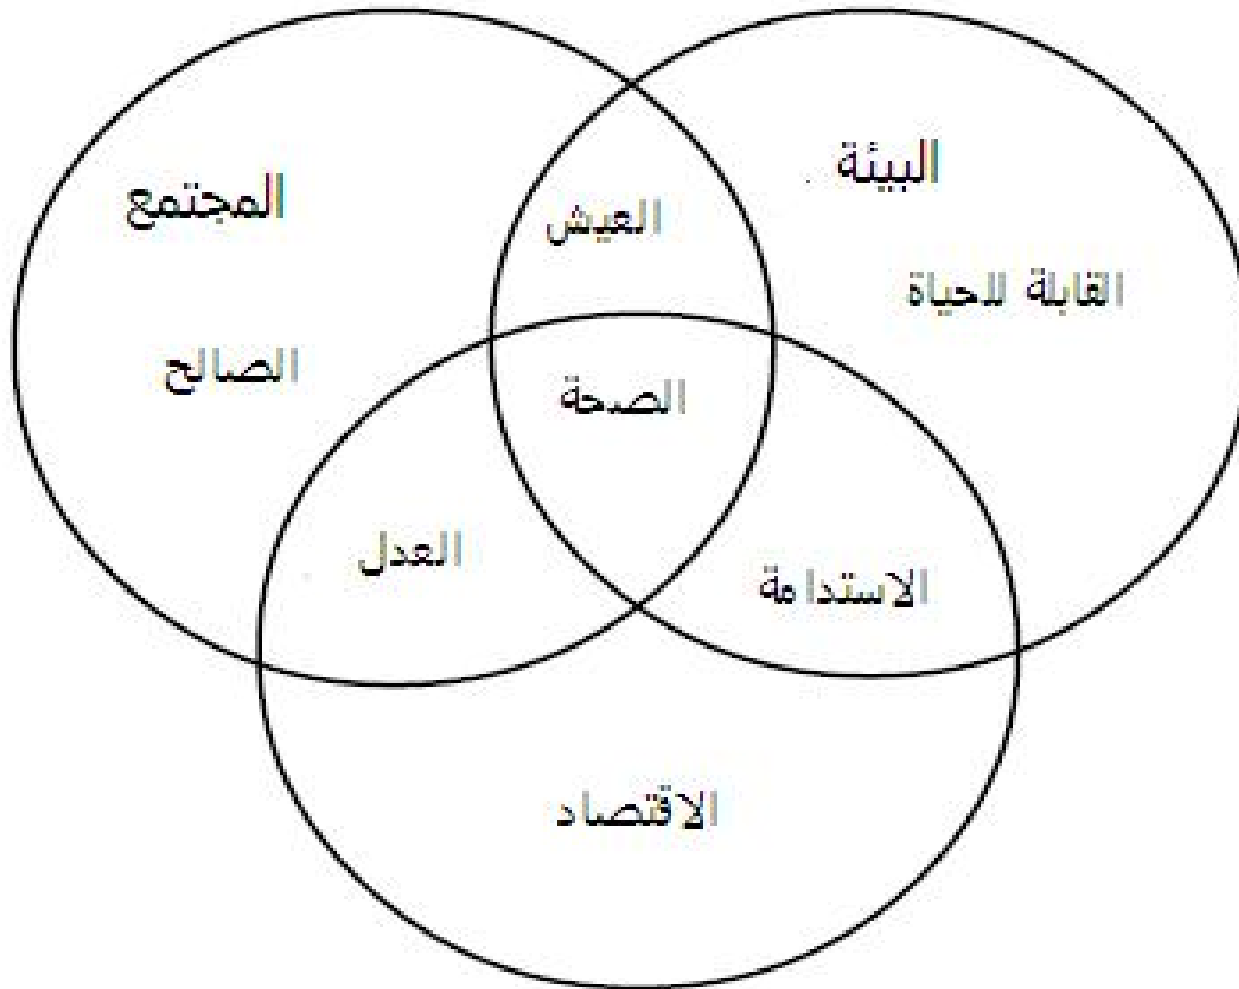 البيئة
المجتمع
العيش
القابلة للحياة
الصالح
الصحة
العدل
الاستدامة
الاقتصاد